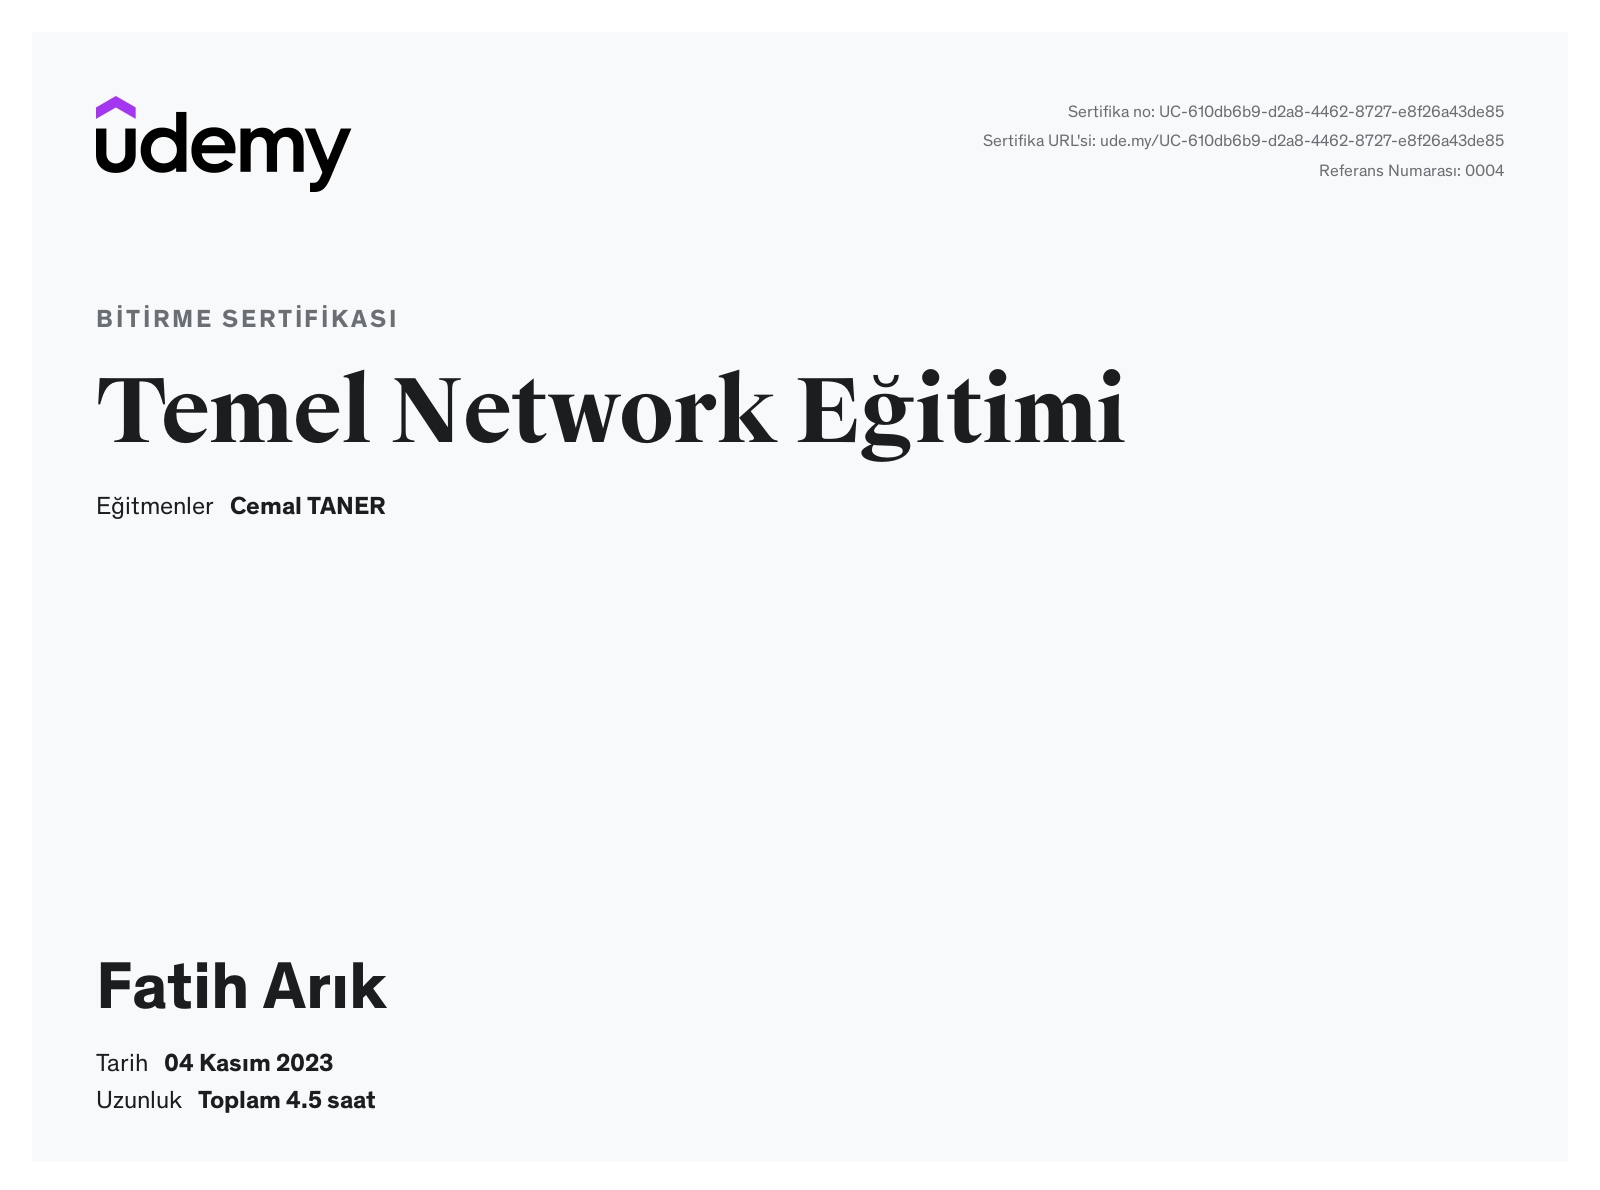 udemy
Sertifika no: UC-610db6b9-d2a8-4462-8727-e8f26a43de85
Sertifika URL'si: ude.my/UC-610db6b9-d2a8-4462-8727-e8f26a43de85
Referans Numarası: 0004
BİTİRME SERTİFİKASI
Temel Network Eğitimi
Eğitmenler Cemal TANER
Fatih Arık
Tarih 04 Kasım 2023
Uzunluk Toplam 4.5 saat